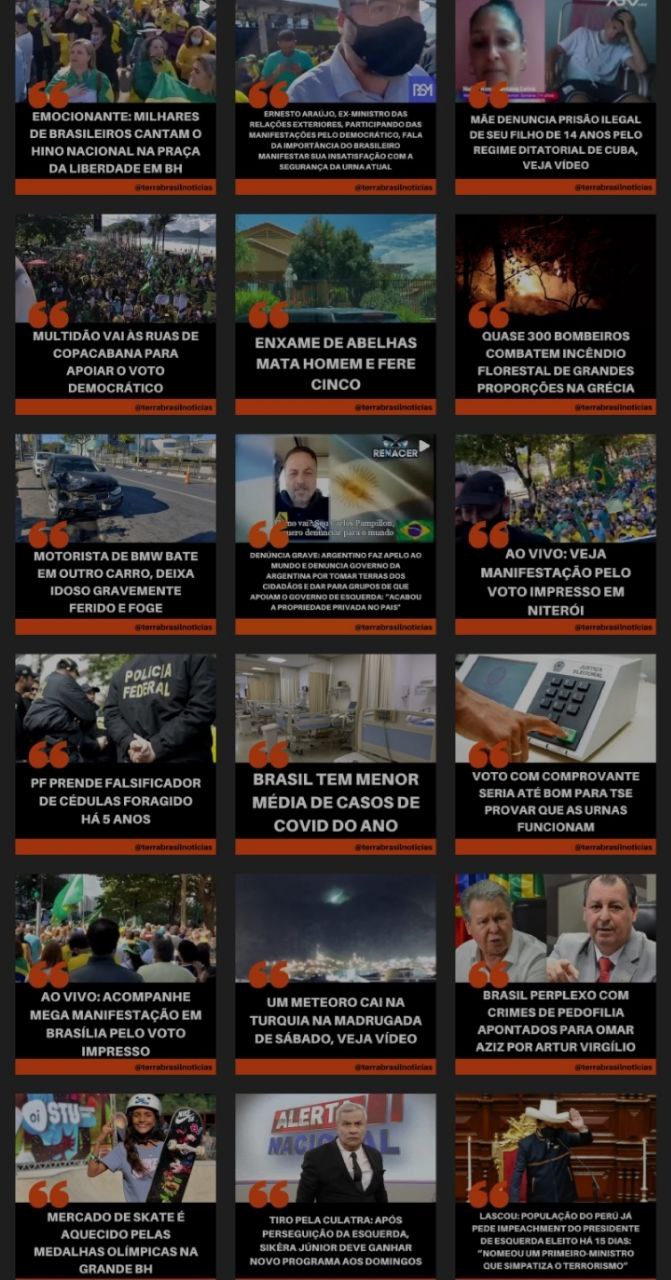 EMOCIONANTE: MILHARES
DE BRASILEIROS CANTAM O
HINO NACIONAL NA PRAÇA
DA LIBERDADE EM BH
@terrabrasilnoticias
BSM
ERNESTO ARAÚJO, EX-MINISTRO DAS
RELAÇÕES EXTERIORES, PARTICIPANDO DAS
MANIFESTAÇÕES PELO DEMOCRÁTICO, FALA
DA IMPORTÂNCIA DO BRASILEIRO
MANIFESTAR SUA INSATISFAÇÃO COM A
SEGURANÇA DA URNA ATUAL
@terrabrasilnoticias
MÃE DENUNCIA PRISÃO ILEGAL
DE SEU FILHO DE 14 ANOS PELO
REGIME DITATORIAL DE CUBA,
VEJA VÍDEO
@terrabrasilnoticias
MULTIDÃO VAI ÀS RUAS DE
COPACABANA PARA
APOIAR O VOTO
DEMOCRÁTICO
@terrabrasilnoticias
ENXAME DE ABELHAS
MATA HOMEM E FERE
CINCO
@terrabrasilnoticias
QUASE 300 BOMBEIROS
COMBATEM INCÊNDIO
FLORESTAL DE GRANDES
PROPORÇÕES NA GRÉCIA
@terrabrasilnoticias
MOTORISTA DE BMW BATE
EM OUTRO CARRO, DEIXA
IDOSO GRAVEMENTE
FERIDO E FOGE
@terrabrasilnoticias
RENACER
vai? Sou Carlos Pampillon,
quero denunciar para o mundo
DENÚNCIA GRAVE: ARGENTINO FAZ APELO AO
MUNDO E DENUNCIA GOVERNO DA
ARGENTINA POR TOMAR TERRAS DOS
CIDADÃOS E DAR PARA GRUPOS DE QUE
APOIAM O GOVERNO DE ESQUERDA: "ACABOU
A PROPRIEDADE PRIVADA NO PAIS"
@terrabrasilnoticias
AO VIVO: VEJA
MANIFESTAÇÃO PELO
VOTO IMPRESSO EM
NITERÓI
@terrabrasilnoticias
POLÍCIA
FEDERAL
PF PRENDE FALSIFICADOR
DE CÉDULAS FORAGIDO
HÁ 5 ANOS
@terrabrasilnoticias
BRASIL TEM MENOR
MÉDIA DE CASOS DE
COVID DO ANO
@terrabrasilnoticias
JUSTIÇA
ELEITORAL
VOTO COM COMPROVANTE
SERIA ATÉ BOM PARA TSE
PROVAR QUE AS URNAS
FUNCIONAM
@terrabrasilnoticias
AO VIVO: ACOMPANHE
MEGA MANIFESTAÇÃO EM
BRASÍLIA PELO VOTO
IMPRESSO
@terrabrasilnoticias
UM METEORO CAI NA
TURQUIA NA MADRUGADA
DE SÁBADO, VEJA VÍDEO
@terrabrasilnoticias
BRASIL PERPLEXO COM
CRIMES DE PEDOFILIA
APONTADOS PARA OMAR
AZIZ POR ARTUR VIRGÍLIO
@terrabrasilnoticias
oi STU
MERCADO DE SKATE É
AQUECIDO PELAS
MEDALHAS OLÍMPICAS NA
GRANDE BH
ALERTA
NACIONAL
TIRO PELA CULATRA: APÓS
PERSEGUIÇÃO DA ESQUERDA,
SIKÊRA JÚNIOR DEVE GANHAR
NOVO PROGRAMA AOS DOMINGOS
LASCOU: POPULAÇÃO DO PERÚ JÁ
PEDE IMPEACHMENT DO PRESIDENTE
DE ESQUERDA ELEITO HÁ 15 DIAS:
"NOMEOU UM PRIMEIRO-MINISTRO
QUE SIMPATIZA O TERRORISMO"